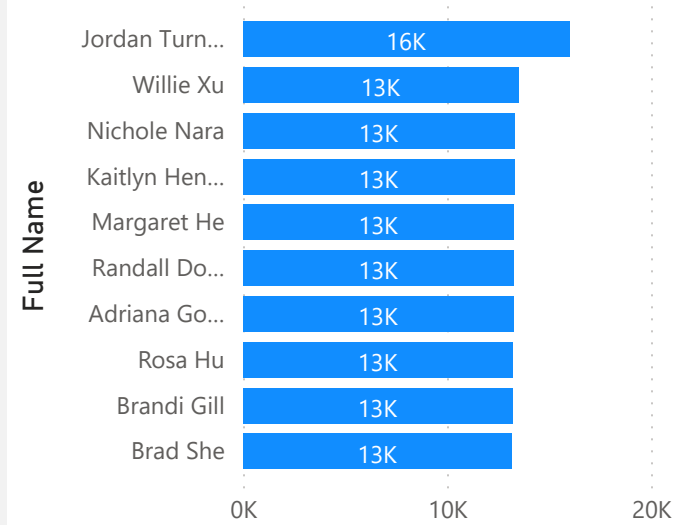 Full Name
Jordan Turn... 16K
Willie Xu 13K
Nichole Nara 13K
Kaitlyn Hen... 13K
Margaret He 13K
Randall Do... 13K
Adriana Go... 13K
Rosa Hu 13K
Brandi Gill 13K
Brad She 13K
0K 10K 20K